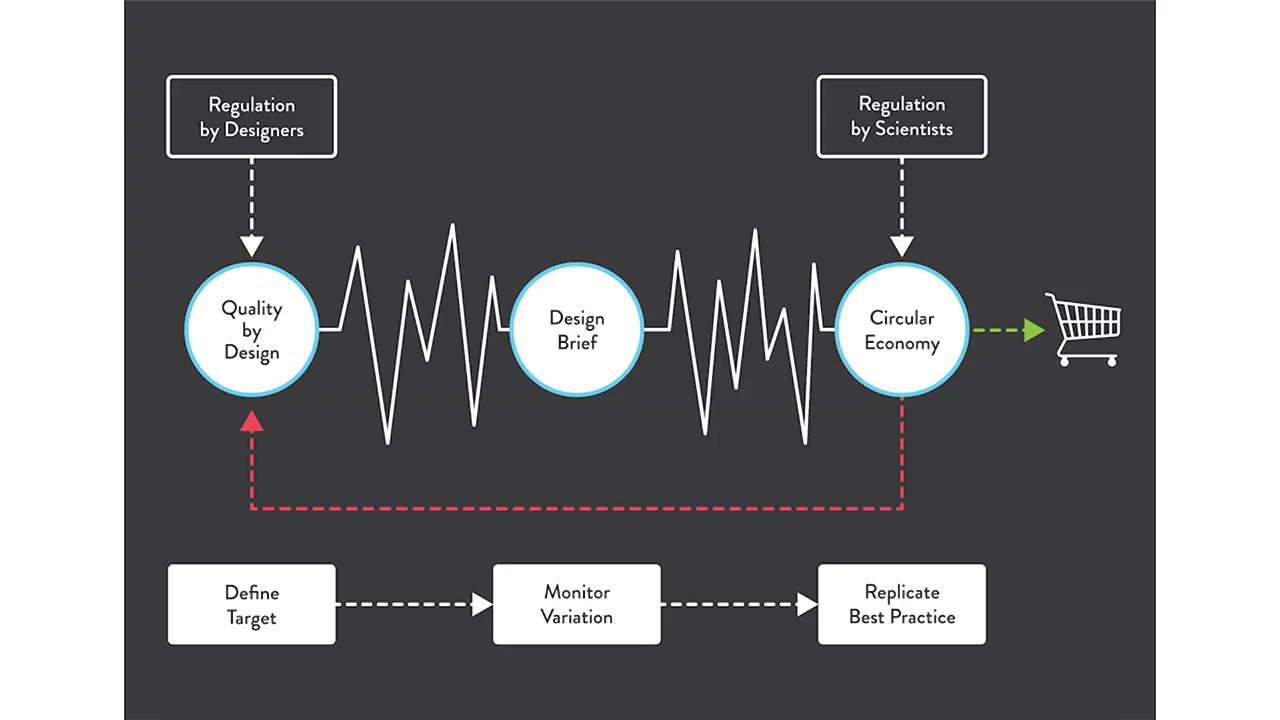 Regulation
by Designers
Regulation
by Scientists
Quality
by
Design
Design
Brief
Circular
Economy
Define
Target
Monitor
Variation
Replicate
Best Practice